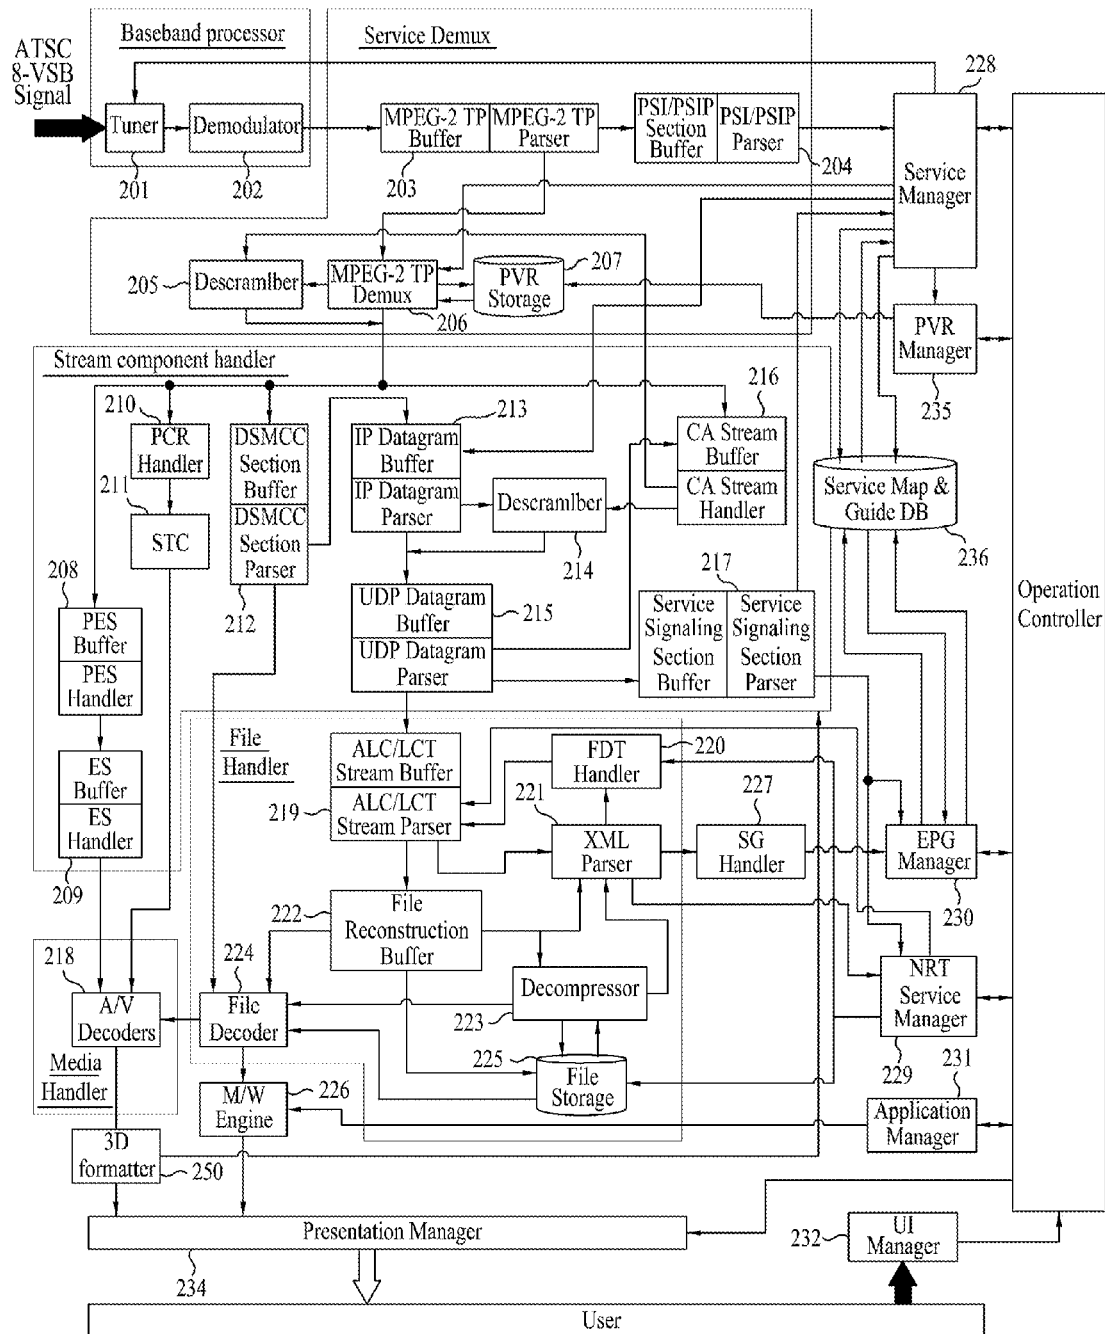 Baseband processor
Service Demux
ATSC
8-VSB
Signal
228
Tuner
Demodulator
MPEG-2 TP
Buffer
MPEG-2 TP
Parser
PSI/PSIP
Section
Buffer
PSI/PSIP
Parser
Service
Manager
201
202
203
204
205
Descramlber
MPEG-2 TP
Demux
206
PVR
Storage
207
PVR
Manager
235
Stream component handler
210
PCR
Handler
211
STC
DSMCC
Section
Buffer
DSMCC
Section
Parser
212
213
IP Datagram
Buffer
IP Datagram
Parser
Descramlber
214
216
CA Stream
Buffer
CA Stream
Handler
Service Map &
Guide DB
236
Operation
Controller
208
PES
Buffer
PES
Handler
UDP Datagram
Buffer
UDP Datagram
Parser
215
217
Service
Signaling
Section
Buffer
Service
Signaling
Section
Parser
ES
Buffer
ES
Handler
209
File
Handler
ALC/LCT
Stream Buffer
ALC/LCT
Stream Parser
219
FDT
Handler
220
221
XML
Parser
227
SG
Handler
EPG
Manager
230
222
File
Reconstruction
Buffer
Decompressor
223
NRT
Service
Manager
229
218
A/V
Decoders
Media
Handler
224
File
Decoder
225
File
Storage
M/W
Engine
226
231
Application
Manager
3D
formatter
250
Presentation Manager
234
232
UI
Manager
User